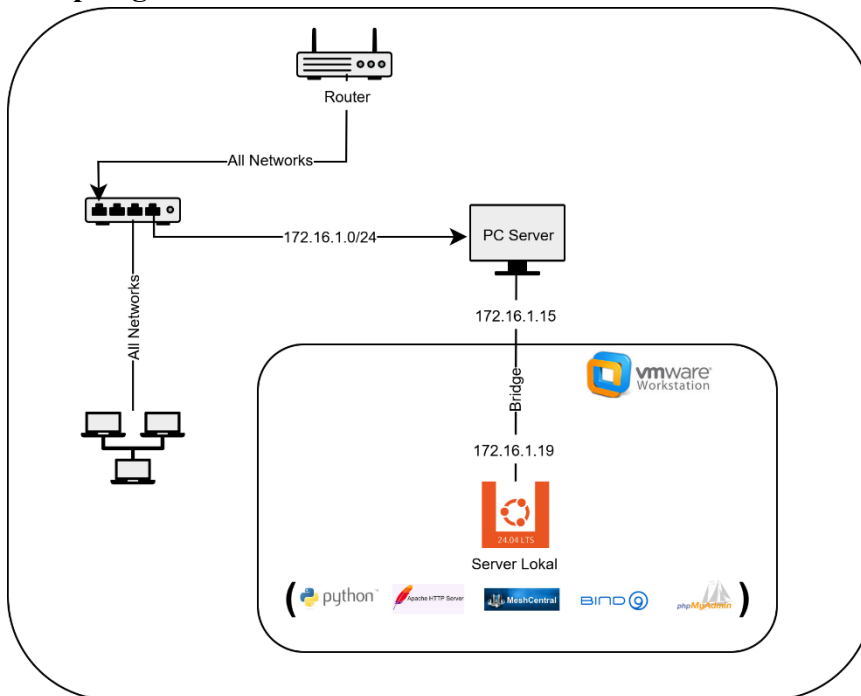 Router
All Networks
172.16.1.0/24
PC Server
All Networks
172.16.1.15
vmware
Workstation
Bridge
172.16.1.19
24.04 LTS
Server Lokal
( python Apache HTTP Server MeshCentral BIND 9 phpMyAdmin )